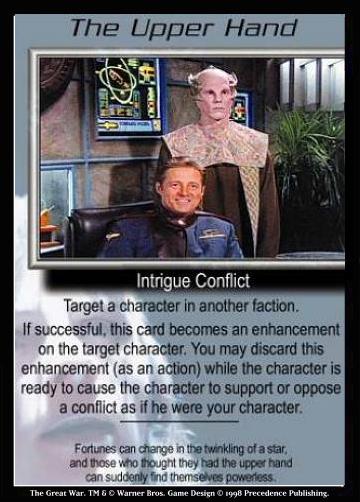 The Upper Hand
Intrigue Conflict
Target a character in another faction.
If successful, this card becomes an enhancement
on the target character. You may discard this
enhancement (as an action) while the character is
ready to cause the character to support or oppose
a conflict as if he were your character.
Fortunes can change in the twinkling of a star,
and those who thought they had the upper hand
can suddenly find themselves powerless.
The Great War. TM & © Warner Bros. Game Design © 1998 Precedence Publishing.